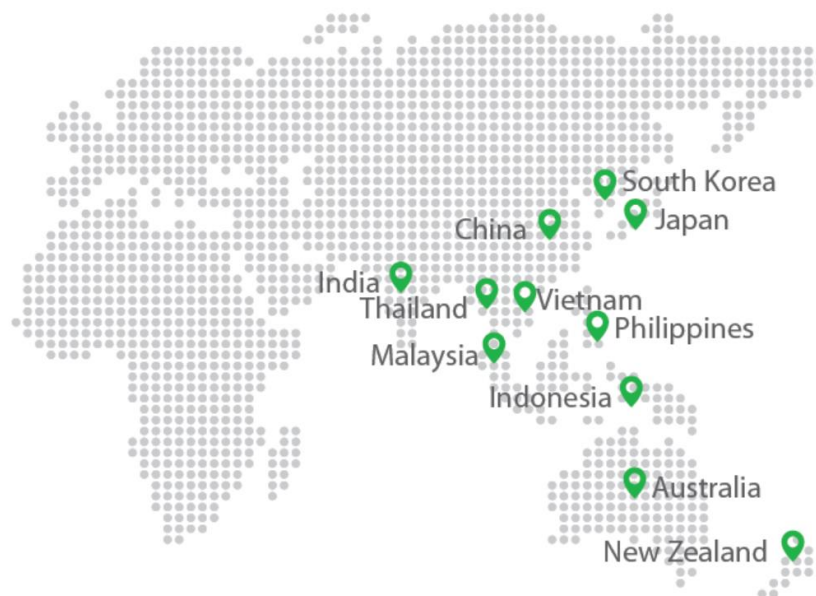 South Korea
Japan
China
India
Thailand
Vietnam
Philippines
Malaysia
Indonesia
Australia
New Zealand